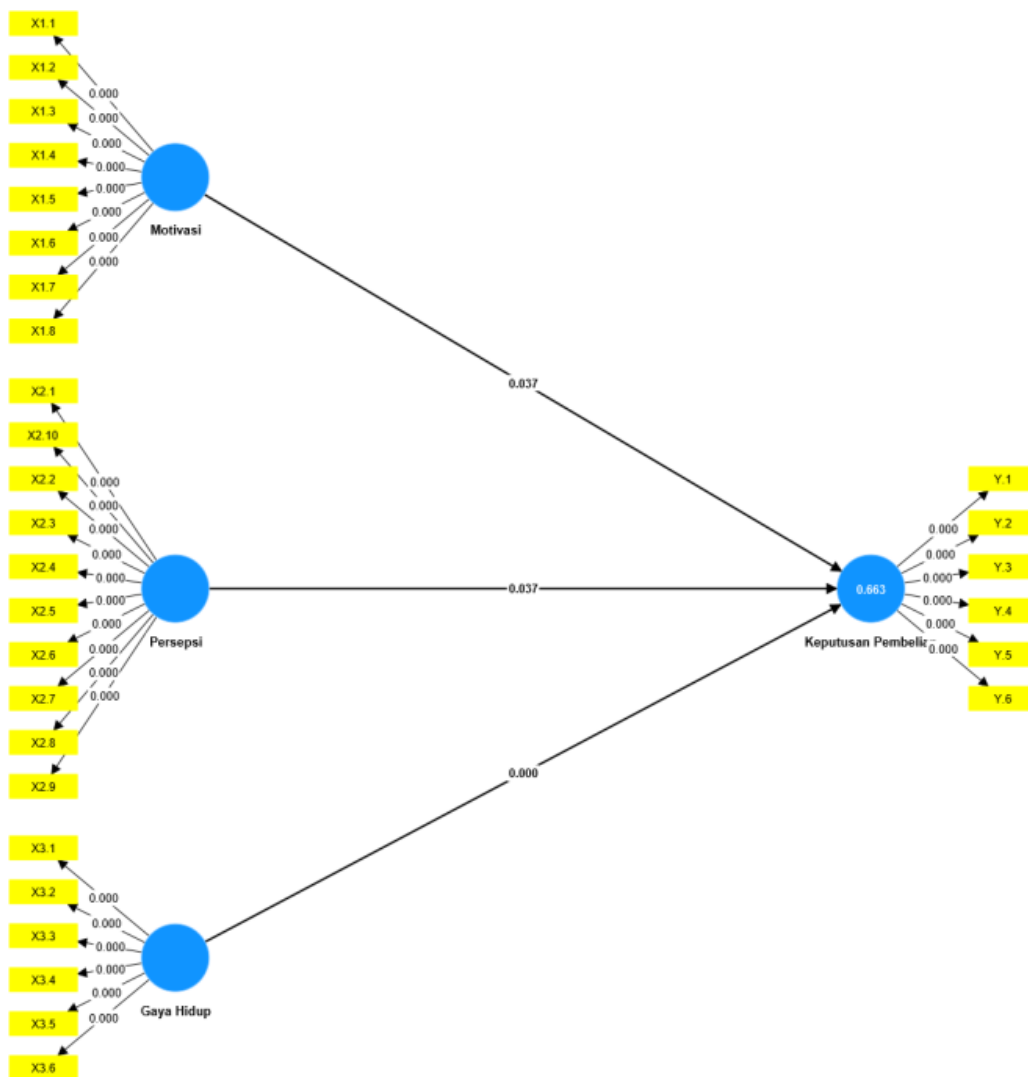 X1.1
X1.2
X1.3
X1.4
X1.5
X1.6
X1.7
X1.8
0.000
0.000
0.000
0.000
0.000
0.000
0.000
0.000
Motivasi
0.037
X2.1
X2.10
X2.2
X2.3
X2.4
X2.5
X2.6
X2.7
X2.8
X2.9
0.000
0.000
0.000
0.000
0.000
0.000
0.000
0.000
0.000
0.000
Persepsi
0.037
X3.1
X3.2
X3.3
X3.4
X3.5
X3.6
0.000
0.000
0.000
0.000
0.000
0.000
Gaya Hidup
0.000
0.663
Keputusan
0.000
0.000
0.000
0.000
0.000
0.000
Y.1
Y.2
Y.3
Y.4
Y.5
Y.6